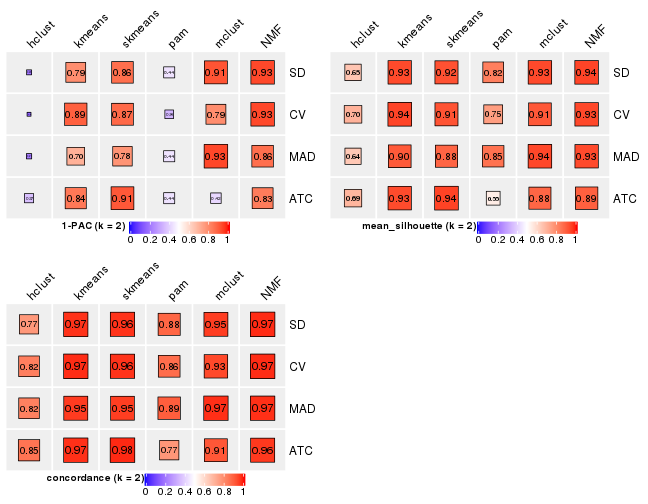 hclust kmeans skmeans pam mclust NMF
0.79 0.86 0.44 0.91 0.93 SD
0.89 0.87 0.79 0.93 CV
0.70 0.78 0.44 0.93 0.86 MAD
0.84 0.91 0.44 0.42 0.83 ATC
1-PAC (k = 2)
0 0.2 0.4 0.6 0.8 1
hclust kmeans skmeans pam mclust NMF
0.65 0.93 0.92 0.82 0.93 0.94 SD
0.70 0.94 0.91 0.75 0.91 0.93 CV
0.64 0.90 0.88 0.85 0.94 0.93 MAD
0.69 0.93 0.94 0.55 0.88 0.89 ATC
mean_silhouette (k = 2)
0 0.2 0.4 0.6 0.8 1
hclust kmeans skmeans pam mclust NMF
0.77 0.97 0.96 0.88 0.95 0.97 SD
0.82 0.97 0.96 0.86 0.93 0.97 CV
0.82 0.95 0.95 0.89 0.97 0.97 MAD
0.85 0.97 0.98 0.77 0.91 0.96 ATC
concordance (k = 2)
0 0.2 0.4 0.6 0.8 1